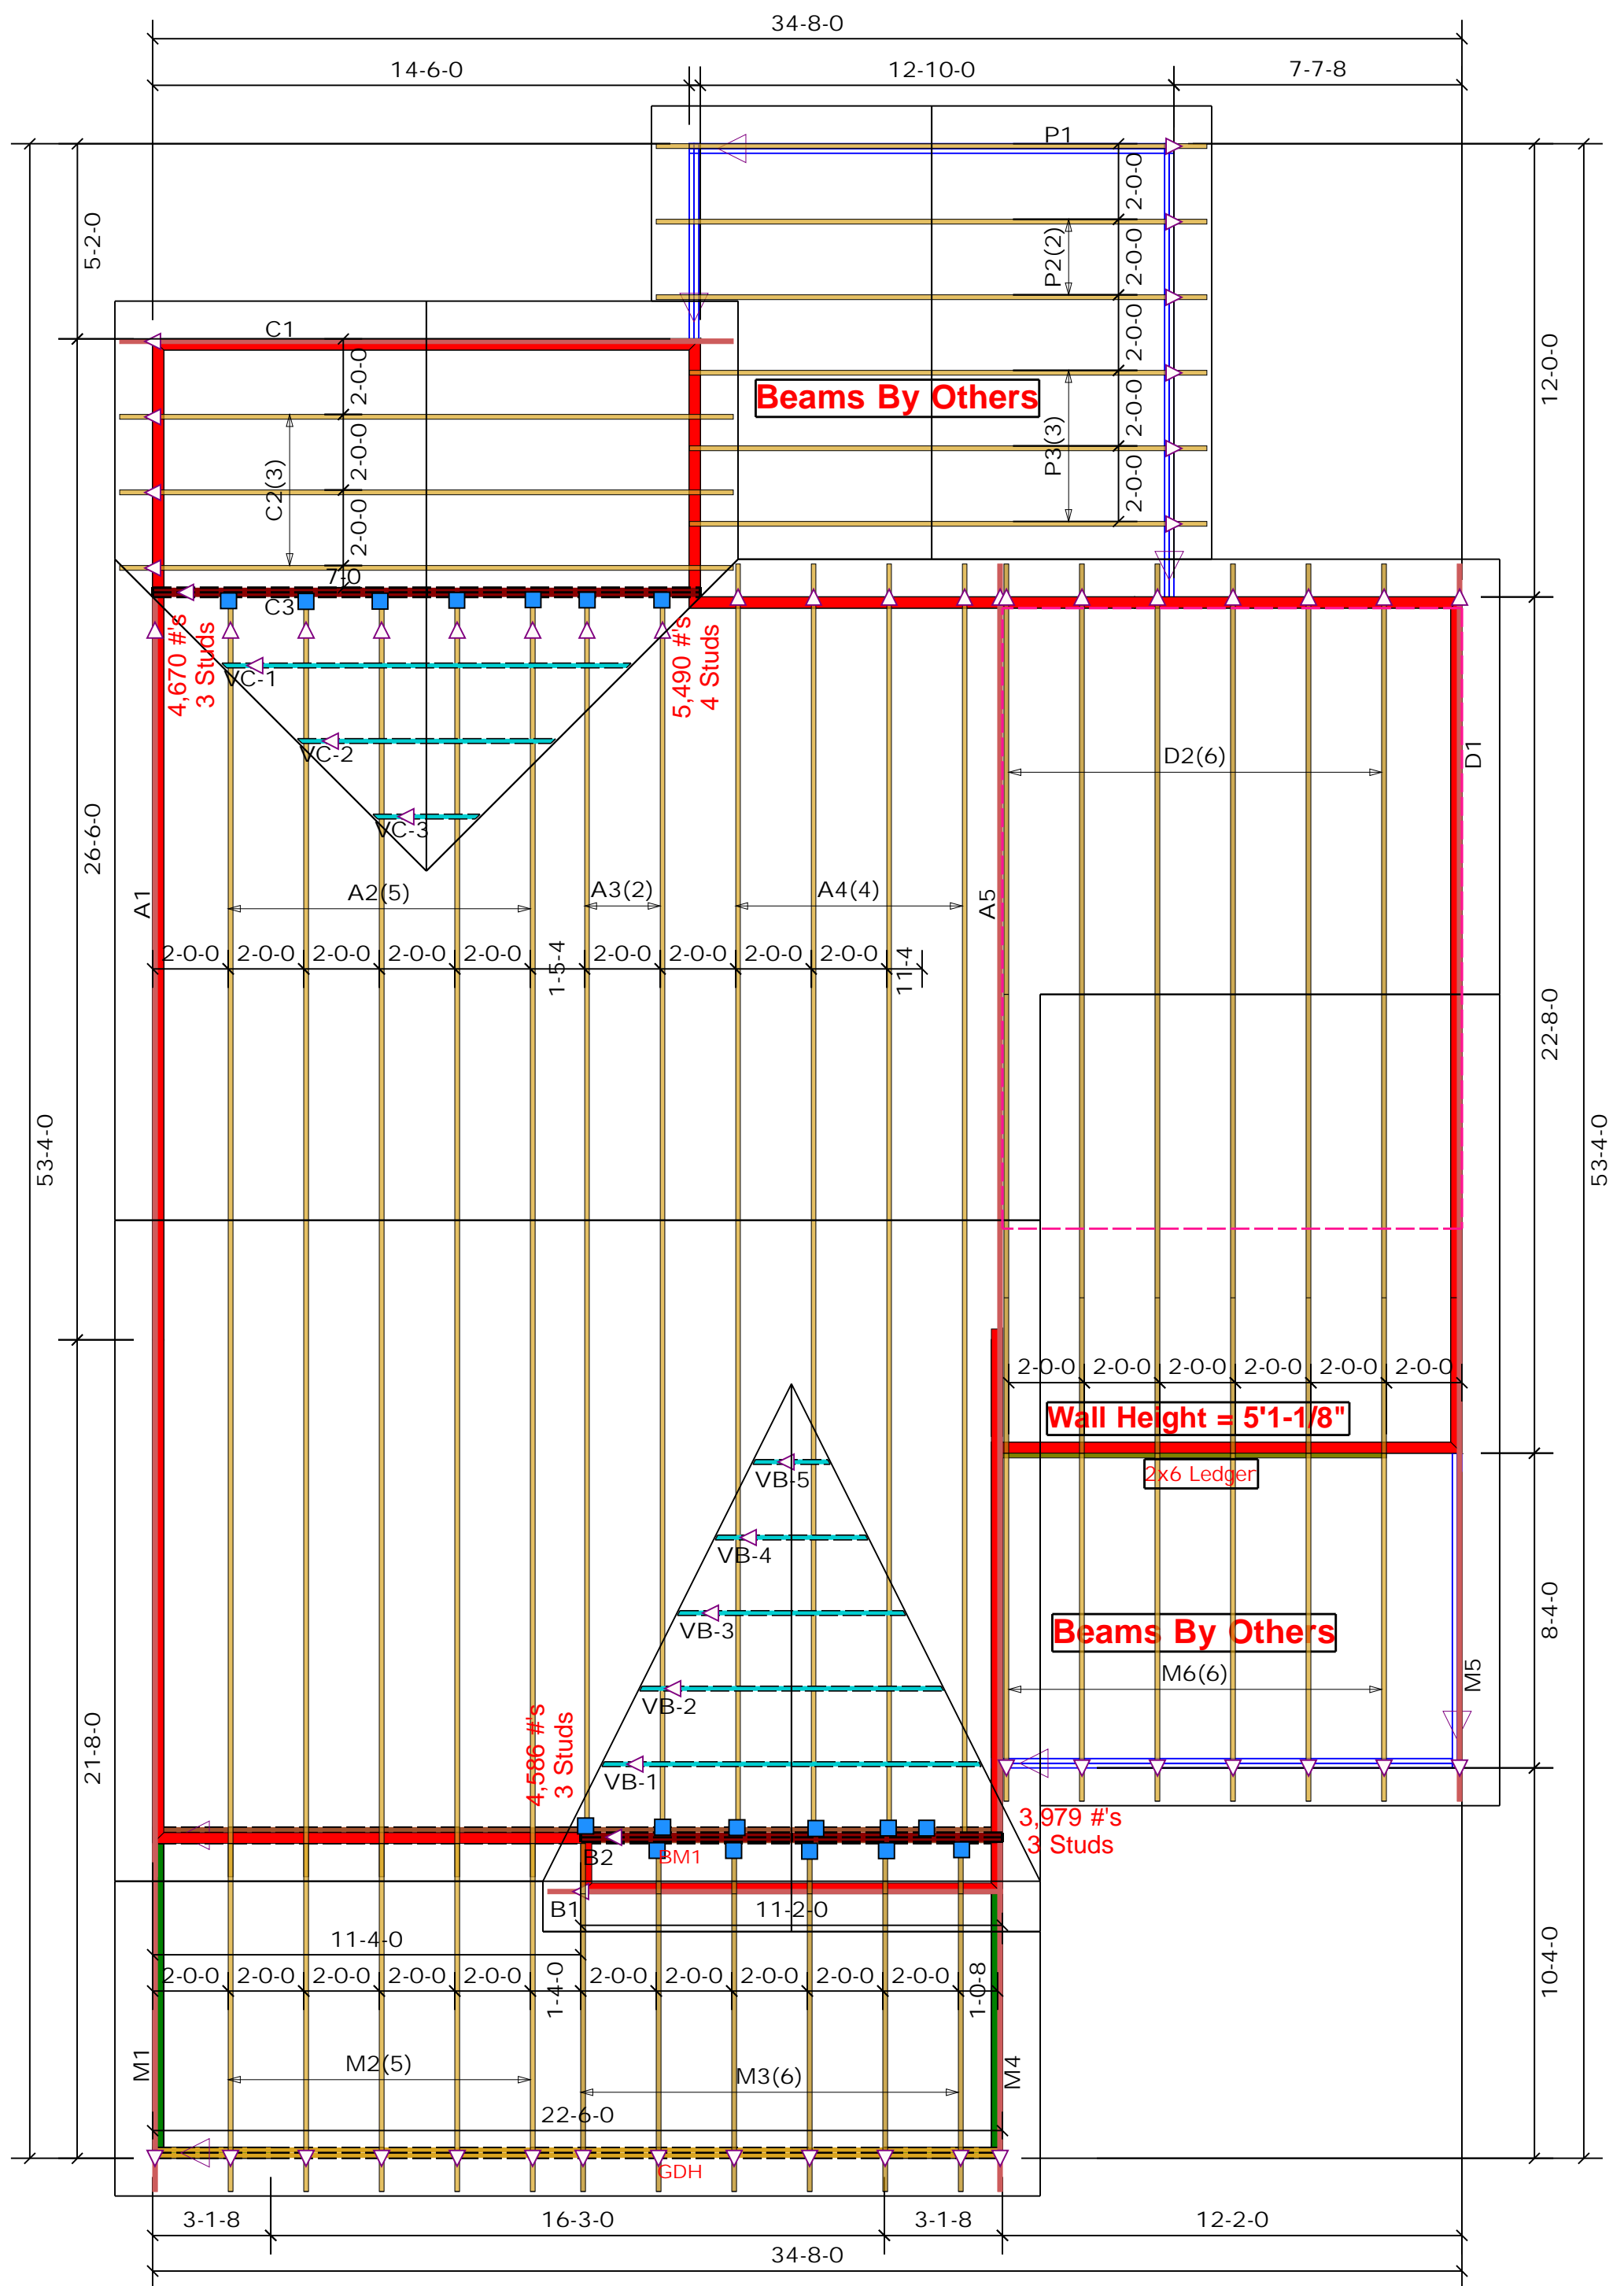 34-8-0
14-6-0
12-10-0
7-7-8
P1
2-0-0
5-2-0
P2(2)
2-0-0
C1
2-0-0
2-0-0
12-0-0
Beams By Others
2-0-0
P3(3)
C2(3)
2-0-0
2-0-0
2-0-0
7-0
C3
4,670 #'s
3 Studs
5,490 #'s
4 Studs
VC-1
VC-2
D2(6)
D1
VC-3
26-6-0
A1
A2(5)
A3(2)
A4(4)
A5
2-0-0
2-0-0
2-0-0
2-0-0
2-0-0
1-5-4
2-0-0
2-0-0
2-0-0
2-0-0
11-4
22-8-0
53-4-0
53-4-0
2-0-0
2-0-0
2-0-0
2-0-0
2-0-0
2-0-0
Wall Height = 5'1-1/8"
VB-5
2x6 Ledger
VB-4
8-4-0
VB-3
Beams By Others
M6(6)
M5
VB-2
21-8-0
4,586 #'s
3 Studs
VB-1
3,979 #'s
3 Studs
B2
BM1
B1
11-2-0
11-4-0
10-4-0
2-0-0
2-0-0
2-0-0
2-0-0
2-0-0
1-4-0
2-0-0
2-0-0
2-0-0
2-0-0
2-0-0
1-0-8
M1
M2(5)
M3(6)
M4
22-6-0
GDH
3-1-8
16-3-0
3-1-8
12-2-0
34-8-0